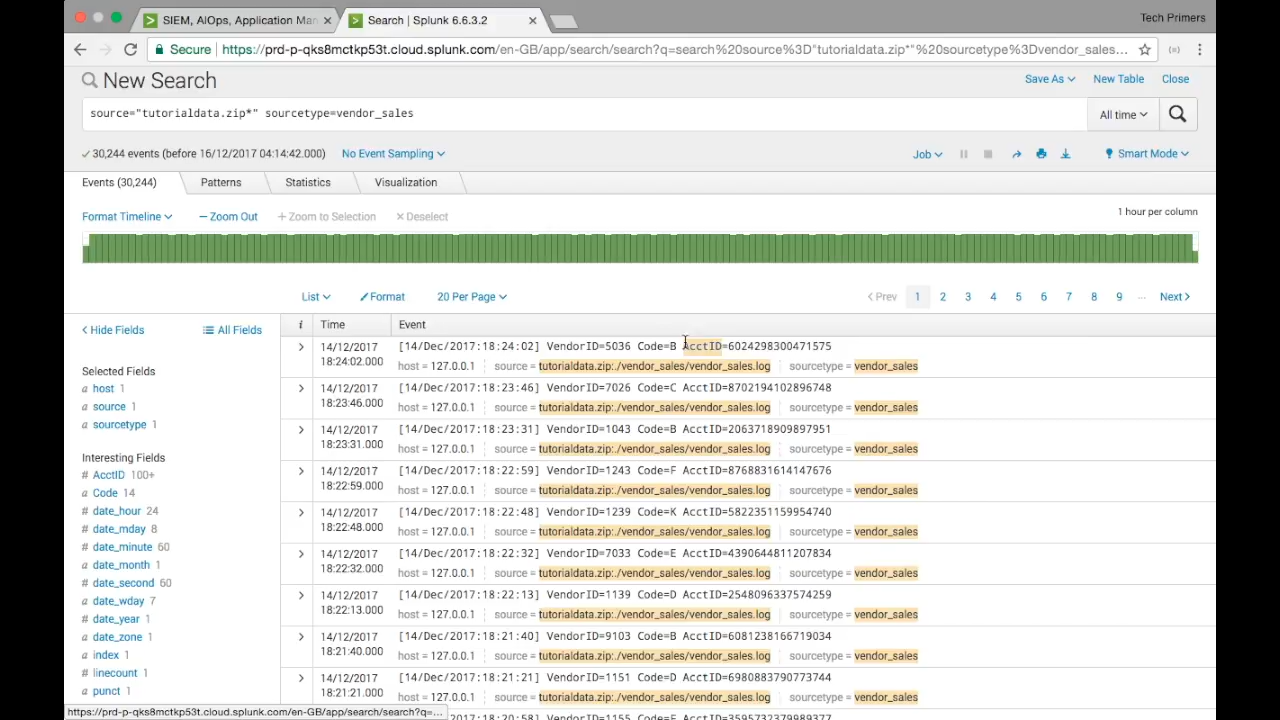 SIEM, AIOps, Application Man
Search | Splunk 6.6.3.2
Tech Primers
Secure
https://prd-p-qks8mctkp53t.cloud.splunk.com/en-GB/app/search/search?q=search%20source%3D"tutorialdata.zip*"%20sourcetype%3Dvendor_sales...
New Search
Save As
New Table
Close
source="tutorialdata.zip*" sourcetype=vendor_sales
All time
30,244 events (before 16/12/2017 04:14:42.000)
No Event Sampling
Job
Smart Mode
Events (30,244)
Patterns
Statistics
Visualization
Format Timeline
— Zoom Out
+ Zoom to Selection
× Deselect
1 hour per column
List
Format
20 Per Page
< Prev
1
2
3
4
5
6
7
8
9
...
Next >
< Hide Fields
All Fields
i
Time
Event
Selected Fields
a host 1
a source 1
a sourcetype 1
Interesting Fields
# AcctID 100+
a Code 14
# date_hour 24
# date_mday 8
# date_minute 60
a date_month 1
# date_second 60
a date_wday 7
# date_year 1
a date_zone 1
a index 1
# linecount 1
a punct 1
14/12/2017
18:24:02.000
[14/Dec/2017:18:24:02] VendorID=5036 Code=B AcctID=6024298300471575
host = 127.0.0.1 source = tutorialdata.zip:./vendor_sales/vendor_sales.log sourcetype = vendor_sales
14/12/2017
18:23:46.000
[14/Dec/2017:18:23:46] VendorID=7026 Code=C AcctID=8702194102896748
host = 127.0.0.1 source = tutorialdata.zip:./vendor_sales/vendor_sales.log sourcetype = vendor_sales
14/12/2017
18:23:31.000
[14/Dec/2017:18:23:31] VendorID=1043 Code=B AcctID=2063718909897951
host = 127.0.0.1 source = tutorialdata.zip:./vendor_sales/vendor_sales.log sourcetype = vendor_sales
14/12/2017
18:22:59.000
[14/Dec/2017:18:22:59] VendorID=1243 Code=F AcctID=8768831614147676
host = 127.0.0.1 source = tutorialdata.zip:./vendor_sales/vendor_sales.log sourcetype = vendor_sales
14/12/2017
18:22:48.000
[14/Dec/2017:18:22:48] VendorID=1239 Code=K AcctID=5822351159954740
host = 127.0.0.1 source = tutorialdata.zip:./vendor_sales/vendor_sales.log sourcetype = vendor_sales
14/12/2017
18:22:32.000
[14/Dec/2017:18:22:32] VendorID=7033 Code=E AcctID=4390644811207834
host = 127.0.0.1 source = tutorialdata.zip:./vendor_sales/vendor_sales.log sourcetype = vendor_sales
14/12/2017
18:22:13.000
[14/Dec/2017:18:22:13] VendorID=1139 Code=D AcctID=2548096337574259
host = 127.0.0.1 source = tutorialdata.zip:./vendor_sales/vendor_sales.log sourcetype = vendor_sales
14/12/2017
18:21:40.000
[14/Dec/2017:18:21:40] VendorID=9103 Code=B AcctID=6081238166719034
host = 127.0.0.1 source = tutorialdata.zip:./vendor_sales/vendor_sales.log sourcetype = vendor_sales
14/12/2017
18:21:21.000
[14/Dec/2017:18:21:21] VendorID=1151 Code=D AcctID=6980883790773744
host = 127.0.0.1 source = tutorialdata.zip:./vendor_sales/vendor_sales.log sourcetype = vendor_sales
https://prd-p-qks8mctkp53t.cloud.splunk.com/en-GB/app/search/search?q=...